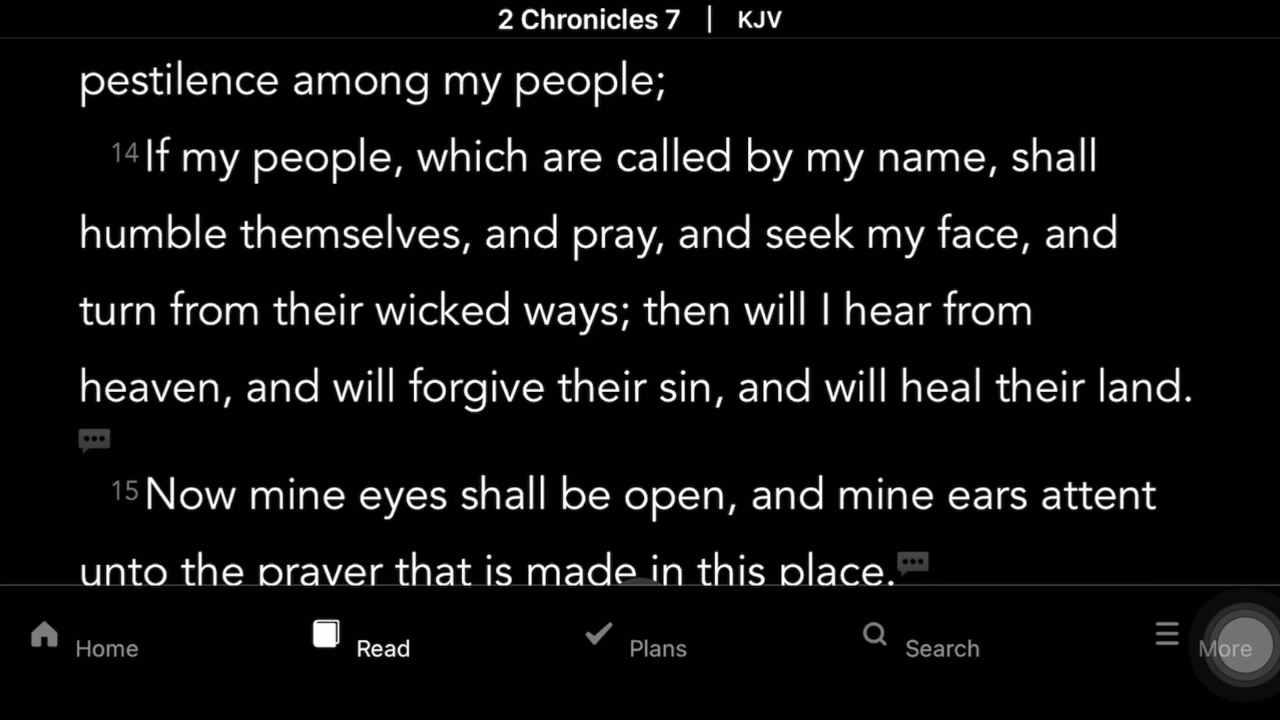 2 Chronicles 7 | KJV
pestilence among my people;
14 If my people, which are called by my name, shall
humble themselves, and pray, and seek my face, and
turn from their wicked ways; then will I hear from
heaven, and will forgive their sin, and will heal their land.
15 Now mine eyes shall be open, and mine ears attent
unto the prayer that is made in this place.
Home Read Plans Search More